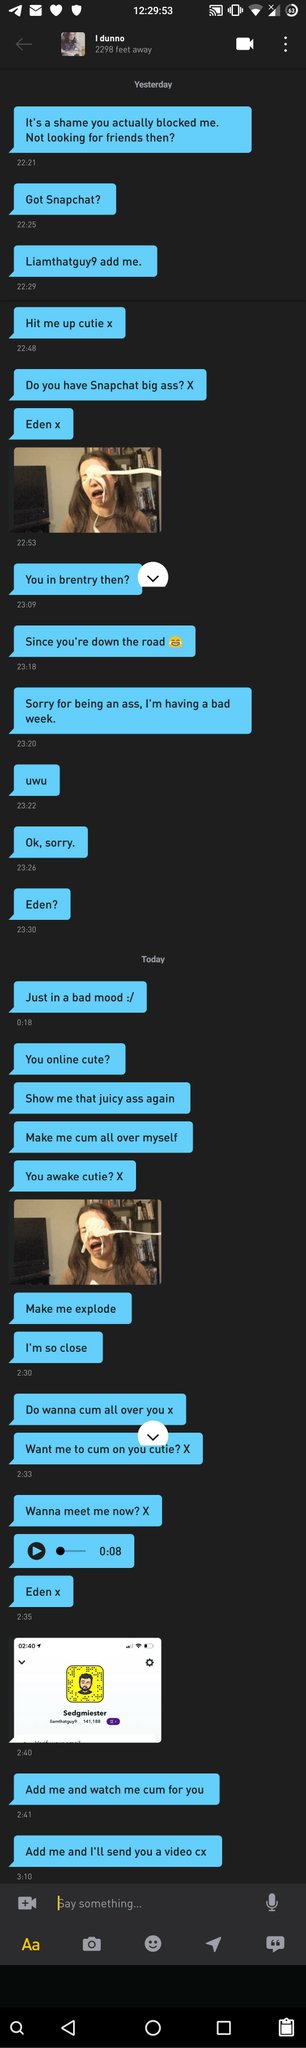 12:29:53
63
I dunno
2298 feet away
Yesterday
It's a shame you actually blocked me.
Not looking for friends then?
22:21
Got Snapchat?
22:25
Liamthatguy9 add me.
22:29
Hit me up cutie x
22:48
Do you have Snapchat big ass? X
Eden x
22:53
You in brentry then?
23:09
Since you're down the road 😂
23:18
Sorry for being an ass, I'm having a bad
week.
23:20
uwu
23:22
Ok, sorry.
23:26
Eden?
23:30
Today
Just in a bad mood :/
0:18
You online cute?
Show me that juicy ass again
Make me cum all over myself
You awake cutie? X
Make me explode
I'm so close
2:30
Do wanna cum all over you x
Want me to cum on you cutie? X
2:33
Wanna meet me now? X
0:08
Eden x
2:35
02:40
Sedgmiester
liamthatguy9 141,188
2:40
Add me and watch me cum for you
2:41
Add me and I'll send you a video cx
3:10
Say something...
Aa